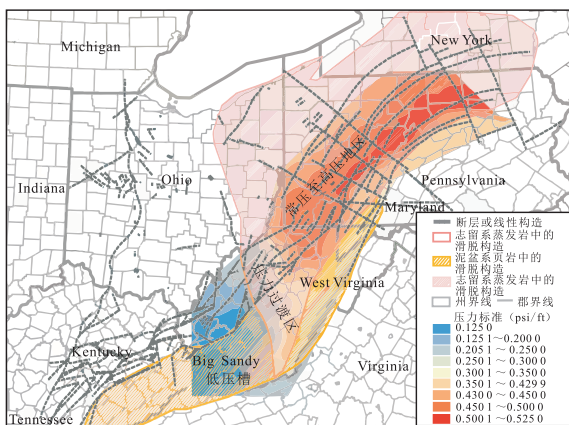 Michigan
New York
Indiana
Ohio
常压至高压地区
Pennsylvania
Maryland
压力过渡区
West Virginia
Kentucky
Big Sandy
低压槽
Virginia
Tennessee
断层或线性构造
志留系蒸发岩中的
滑脱构造
泥盆系页岩中的
滑脱构造
志留系蒸发岩中的
滑脱构造
州界线 郡界线
压力标准（psi/ft）
0.125 0
0.125 1～0.200 0
0.205 1～0.250 0
0.250 1～0.300 0
0.300 1～0.350 0
0.350 1～0.429 9
0.430 0～0.450 0
0.450 1～0.500 0
0.500 1～0.525 0